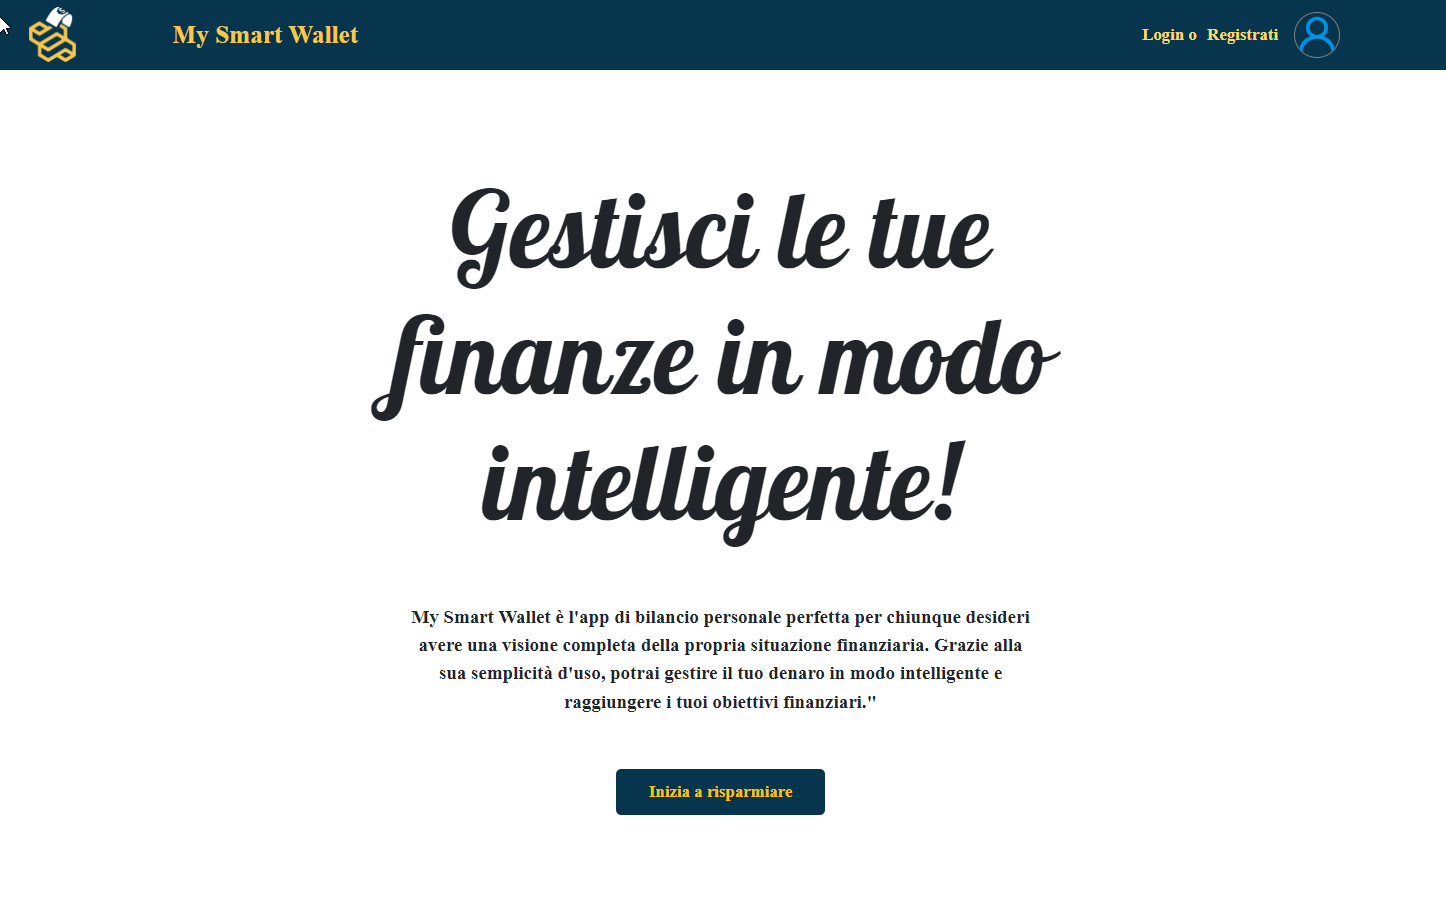 My Smart Wallet
Login o Registrati
Gestisci le tue
finanze in modo
intelligente!
My Smart Wallet è l'app di bilancio personale perfetta per chiunque desideri
avere una visione completa della propria situazione finanziaria. Grazie alla
sua semplicità d'uso, potrai gestire il tuo denaro in modo intelligente e
raggiungere i tuoi obiettivi finanziari."
Inizia a risparmiare